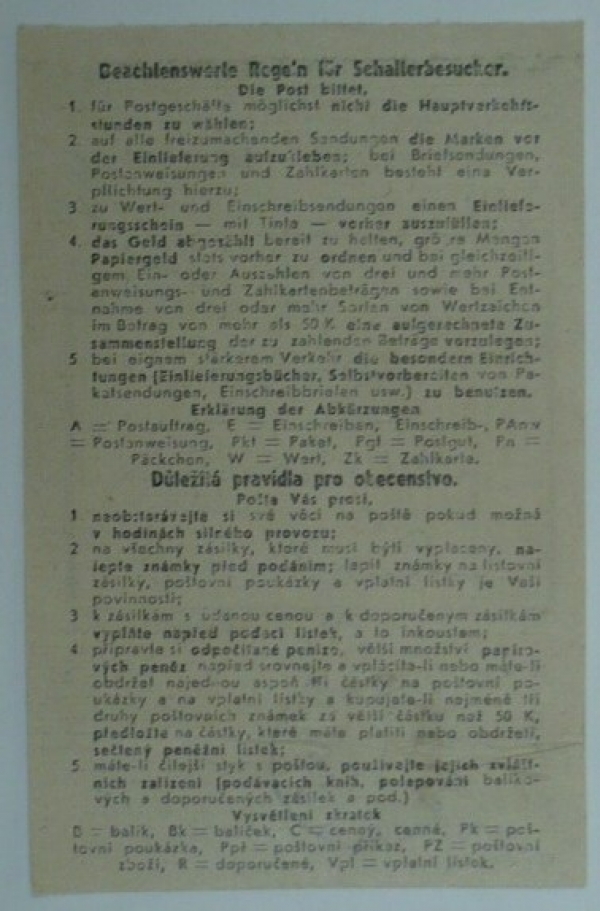 Beachtenswerte Regeln für Schalterbesucher.
Die Post bittet,
1. für Postgeschäfte möglichst nicht die Hauptverkehrs-
stunden zu wählen;
2. auf alle freizumachenden Sendungen die Marken vor
der Einlieferung aufzukleben; bei Briefsendungen,
Postanweisungen und Zahlkarten besteht eine Ver-
pflichtung hierzu;
3. zu Wert- und Einschreibsendungen einen Einliefe-
rungsschein — mit Tinte — vorher auszufüllen;
4. das Geld abgezählt bereit zu halten, größere Mengen
Papiergeld stets vorher zu ordnen und bei gleichzeiti-
gem Ein- oder Auszahlen von drei und mehr Post-
anweisungs- und Zahlkartenbeträgen sowie bei Ent-
nahme von drei oder mehr Sorten von Wertzeichen
im Betrag von mehr als 50 K eine aufgerechnete Zu-
sammenstellung der zu zahlenden Beträge vorzulegen;
5. bei eignem stärkerem Verkehr die besondern Einrich-
tungen (Einlieferungsbücher, Selbstvorbereiten von Pa-
ketsendungen, Einschreibbriefen usw.) zu benutzen.
Erklärung der Abkürzungen
A = Postauftrag, E = Einschreiben, Einschreib-, PAnw
= Postanweisung, Pkt = Paket, Pgt = Postgut, Pn =
Päckchen, W = Wert, Zk = Zahlkarte.
Důležitá pravidla pro obecenstvo.
Pošta Vás prosí,
1. neobstarávejte si své věci na poště pokud možná
v hodinách silného provozu;
2. na všechny zásilky, které musí býti vyplaceny, na-
lepte známky před podáním; lepit známky na listovní
zásilky, poštovní poukázky a vplatní lístky je Vaší
povinností;
3. k zásilkám s udanou cenou a k doporučeným zásilkám
vyplňte napřed podací lístek, a to inkoustem;
4. připravte si odpočítané peníze, větší množství papíro-
vých peněz napřed srovnejte a vplácíte-li nebo máte-li
obdržet najednou aspoň tři částky na poštovní po-
ukázky a na vplatní lístky a kupujete-li nejméně tři
druhy poštovních známek za větší částku než 50 K,
předložte na částky, které máte platiti nebo obdržeti,
sečtený peněžní lístek;
5. máte-li čilejší styk s poštou, používejte jejích zvlášt-
ních zařízení (podávacích knih, polepování balíko-
vých a doporučených zásilek a pod.)
Vysvětlení zkratek
B = balík, Bk = balíček, C = cenný, cenné, Pk = poš-
tovní poukázka, Ppř = poštovní příkaz, PZ = poštovní
zboží, R = doporučené, Vpl = vplatní lístek.